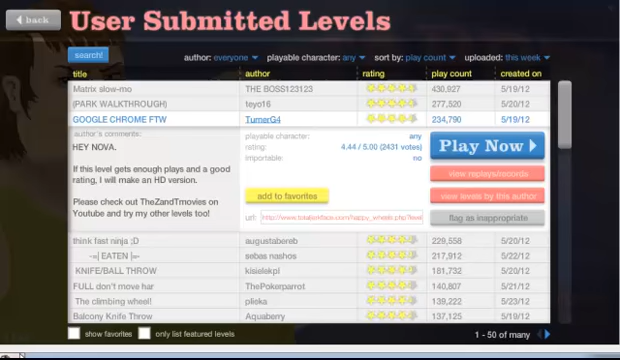 back
User Submitted Levels
search!
author: everyone playable character: any sort by: play count uploaded: this week
title author rating play count created on
Matrix slow-mo THE BOSS123123 430,927 5/19/12
(PARK WALKTHROUGH) teyo16 277,520 5/20/12
GOOGLE CHROME FTW TurnerG4 234,790 5/19/12
author's comments:
HEY NOVA.
If this level gets enough plays and a good
rating, I will make an HD version.
Please check out TheZandTmovies on
Youtube and try my other levels too!
playable character: any
rating: 4.44 / 5.00 (2431 votes)
importable no
add to favorites
url: http://www.totaljerkface.com/happy_wheels.php?level
Play Now
view replays/records
view levels by this author
flag as inappropriate
think fast ninja ;D augustabereb 229,558 5/20/12
-=| EATEN |=- sebas nashos 217,912 5/22/12
KNIFE/BALL THROW kisielekpl 181,732 5/20/12
FULL don't move har ThePokerparrot 140,807 5/21/12
The climbing wheel! plieka 139,222 5/23/12
Balcony Knife Throw Aquaberry 137,125 5/19/12
show favorites only list featured levels 1 - 50 of many